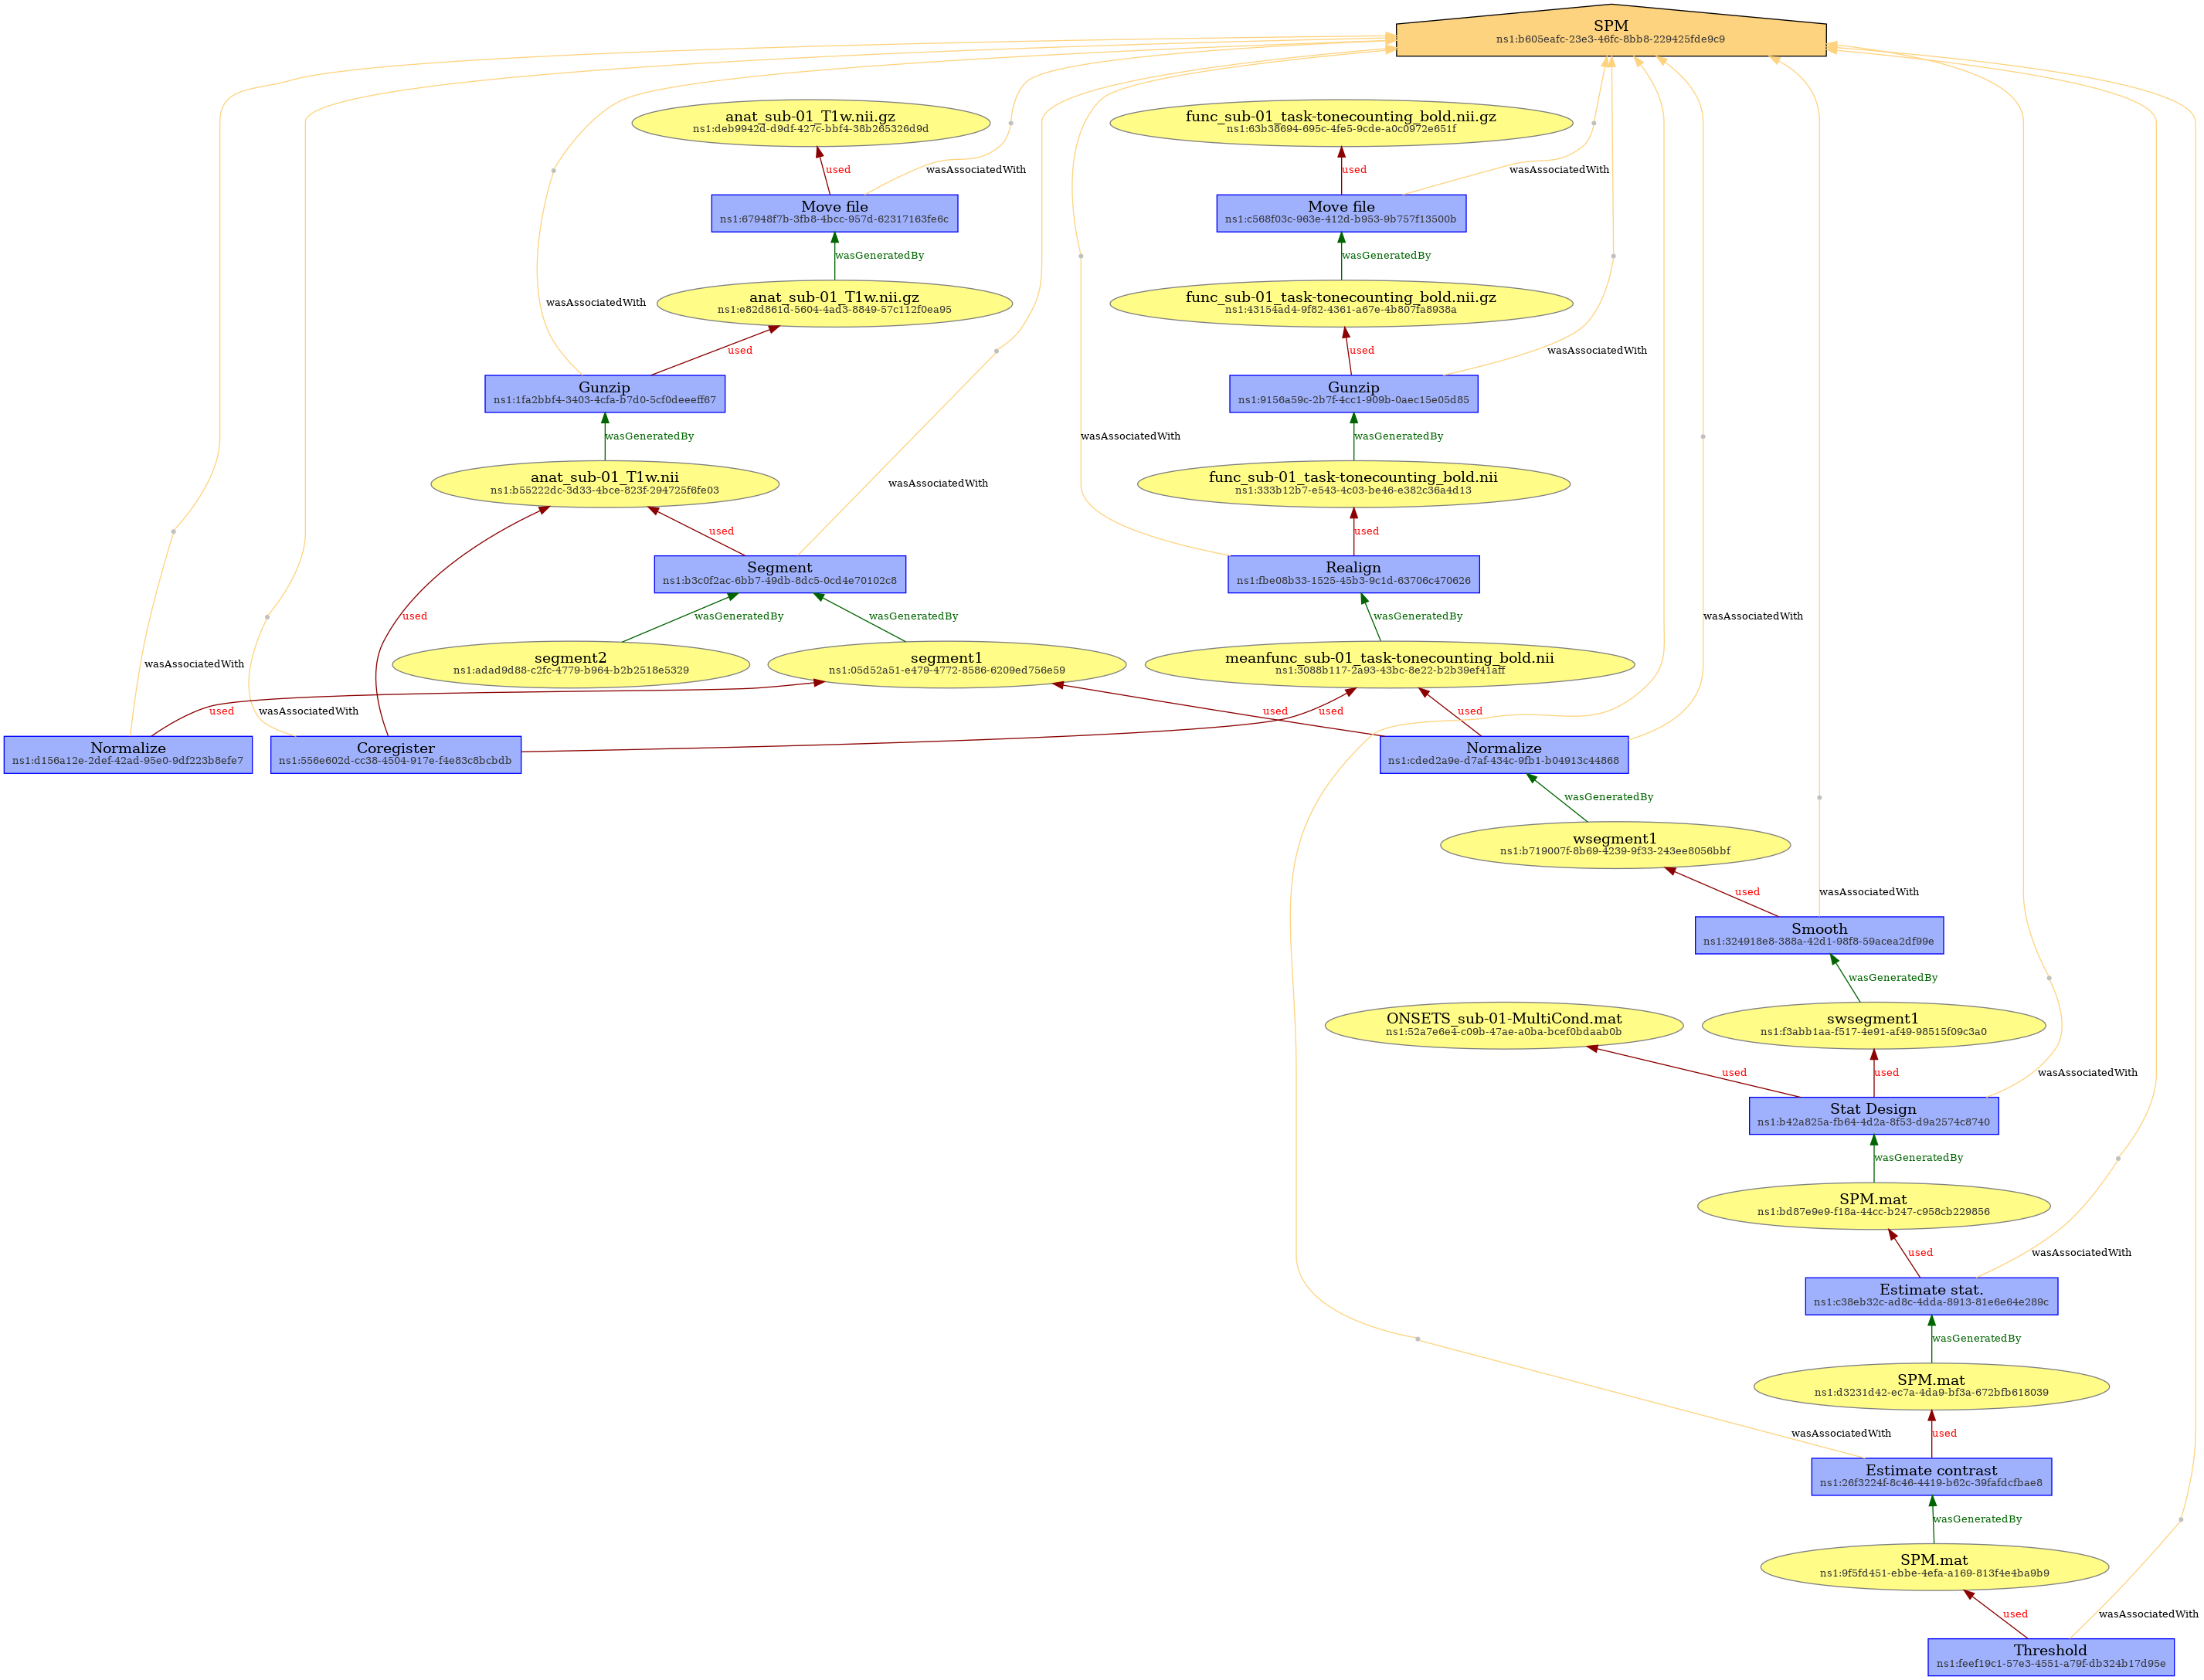 SPM
ns1:b605eafc-23e3-46fc-8bb8-229425fde9c9
anat_sub-01_T1w.nii.gz
ns1:deb9942d-d9df-427c-bbf4-38b265326d9d
func_sub-01_task-tonecounting_bold.nii.gz
ns1:63b38694-695c-4fe5-9cde-a0c0972e651f
used
wasAssociatedWith
used
wasAssociatedWith
Move file
ns1:67948f7b-3fb8-4bcc-957d-62317163fe6c
Move file
ns1:c568f03c-963e-412d-b953-9b757f13500b
wasGeneratedBy
wasGeneratedBy
wasAssociatedWith
anat_sub-01_T1w.nii.gz
ns1:e82d861d-5604-4ad3-8849-57c112f0ea95
func_sub-01_task-tonecounting_bold.nii.gz
ns1:43154ad4-9f82-4361-a67e-4b807fa8938a
used
used
wasAssociatedWith
Gunzip
ns1:1fa2bbf4-3403-4cfa-b7d0-5cf0deeeff67
Gunzip
ns1:9156a59c-2b7f-4cc1-909b-0aec15e05d85
wasGeneratedBy
wasAssociatedWith
wasGeneratedBy
anat_sub-01_T1w.nii
ns1:b55222dc-3d33-4bce-823f-294725f6fe03
wasAssociatedWith
func_sub-01_task-tonecounting_bold.nii
ns1:333b12b7-e543-4c03-be46-e382c36a4d13
used
used
Segment
ns1:b3c0f2ac-6bb7-49db-8dc5-0cd4e70102c8
Realign
ns1:fbe08b33-1525-45b3-9c1d-63706c470626
used
wasGeneratedBy
wasGeneratedBy
wasGeneratedBy
wasAssociatedWith
wasAssociatedWith
segment2
ns1:adad9d88-c2fc-4779-b964-b2b2518e5329
segment1
ns1:05d52a51-e479-4772-8586-6209ed756e59
meanfunc_sub-01_task-tonecounting_bold.nii
ns1:3088b117-2a93-43bc-8e22-b2b39ef41aff
used
wasAssociatedWith
used
used
used
Normalize
ns1:d156a12e-2def-42ad-95e0-9df223b8efe7
Coregister
ns1:556e602d-cc38-4504-917e-f4e83c8bcbdb
Normalize
ns1:cded2a9e-d7af-434c-9fb1-b04913c44868
wasGeneratedBy
wsegment1
ns1:b719007f-8b69-4239-9f33-243ee8056bbf
used
wasAssociatedWith
Smooth
ns1:324918e8-388a-42d1-98f8-59acea2df99e
wasGeneratedBy
ONSETS_sub-01-MultiCond.mat
ns1:52a7e6e4-c09b-47ae-a0ba-bcef0bdaab0b
swsegment1
ns1:f3abb1aa-f517-4e91-af49-98515f09c3a0
used
used
wasAssociatedWith
Stat Design
ns1:b42a825a-fb64-4d2a-8f53-d9a2574c8740
wasGeneratedBy
SPM.mat
ns1:bd87e9e9-f18a-44cc-b247-c958cb229856
used
wasAssociatedWith
Estimate stat.
ns1:c38eb32c-ad8c-4dda-8913-81e6e64e289c
wasGeneratedBy
SPM.mat
ns1:d3231d42-ec7a-4da9-bf3a-672bfb618039
wasAssociatedWith
used
Estimate contrast
ns1:26f3224f-8c46-4419-b62c-39fafdcfbae8
wasGeneratedBy
SPM.mat
ns1:9f5fd451-ebbe-4efa-a169-813f4e4ba9b9
used
wasAssociatedWith
Threshold
ns1:feef19c1-57e3-4551-a79f-db324b17d95e